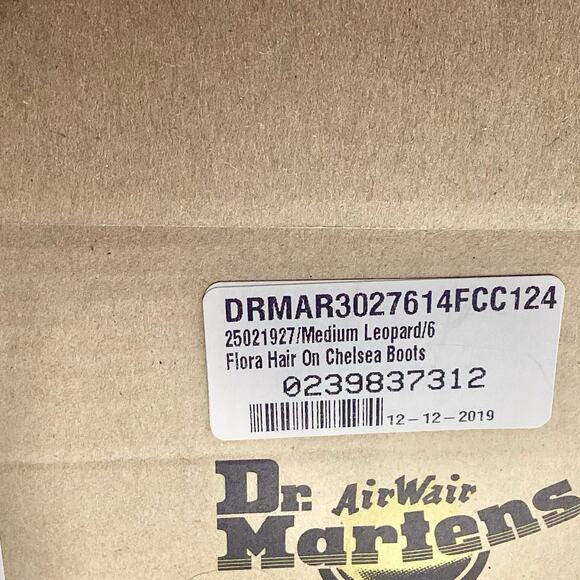 DRMAR3027614FCC124
25021927/Medium Leopard/6
Flora Hair On Chelsea Boots
0239837312
12-12-2019
Dr. AirWair
Martens